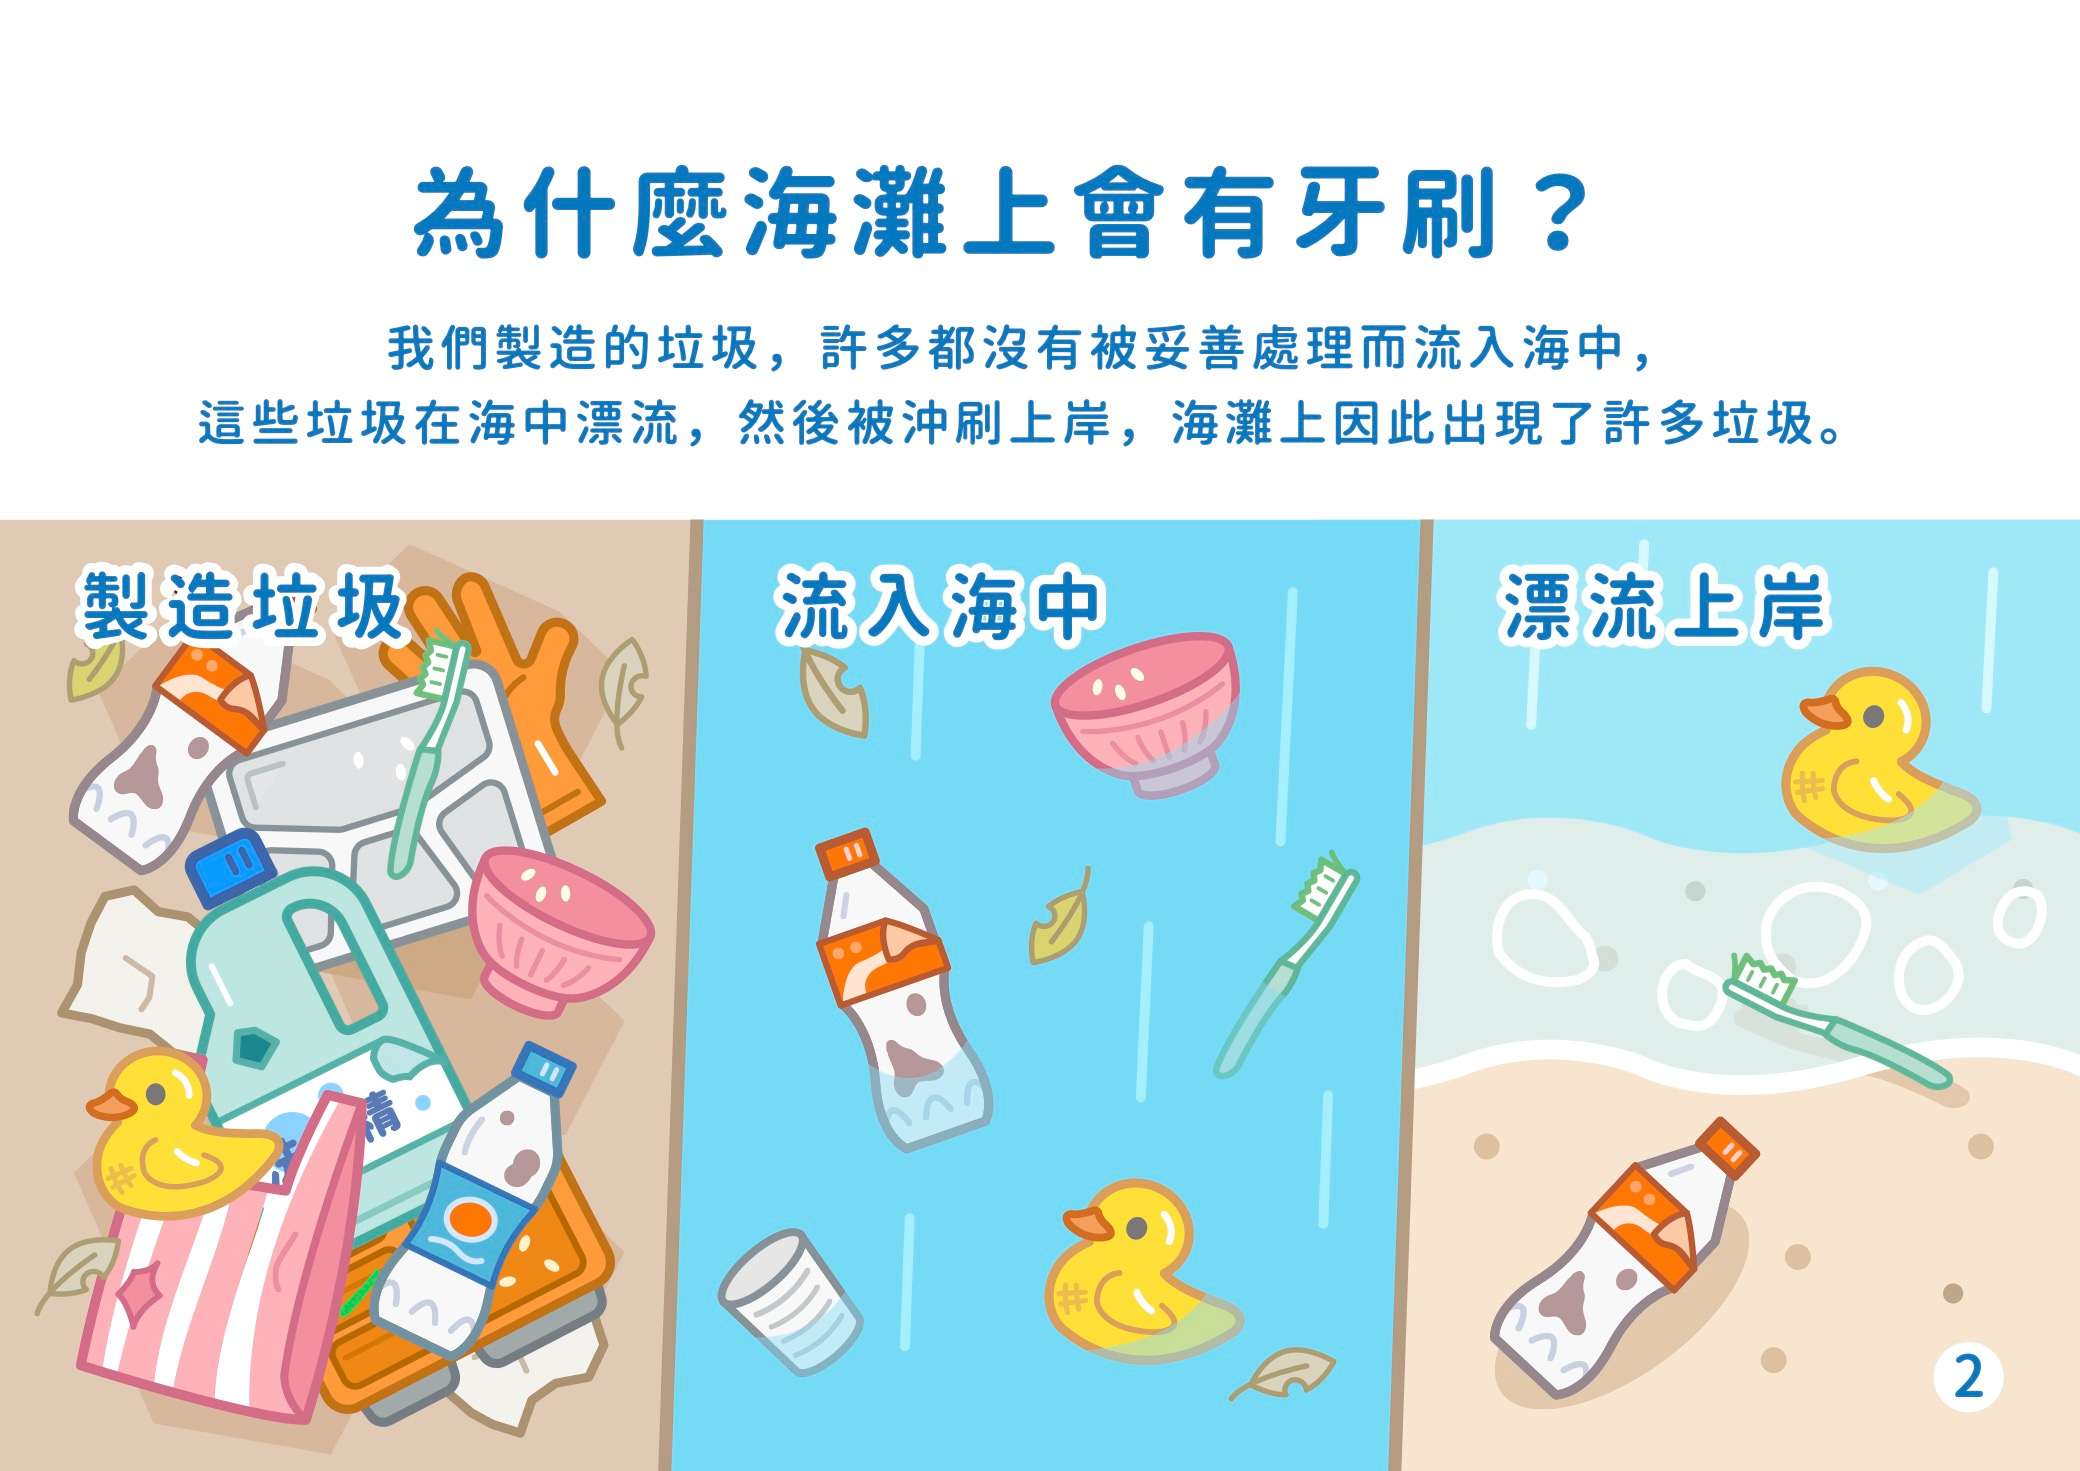 為什麼海灘上會有牙刷？
我們製造的垃圾，許多都沒有被妥善處理而流入海中，
這些垃圾在海中漂流，然後被沖刷上岸，海灘上因此出現了許多垃圾。
製造垃圾
流入海中
漂流上岸
精
2